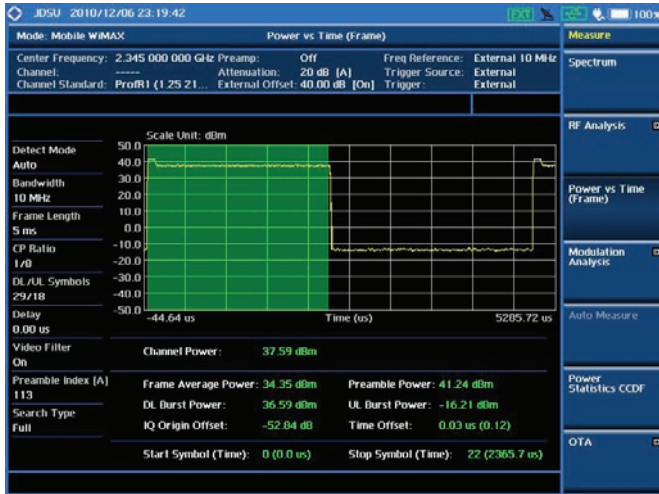 JDSU 2010/12/06 23:19:42 EXT 100%
Mode: Mobile WiMAX Power vs Time (Frame)
Center Frequency: 2.345 000 000 GHz Preamp: Off Freq Reference: External 10 MHz
Channel: ----- Attenuation: 20 dB [A] Trigger Source: External
Channel Standard: ProfR1 (1.25 21... External Offset: 40.00 dB [On] Trigger: External
Scale Unit: dBm
50.0
40.0
30.0
20.0
10.0
0.0
-10.0
-20.0
-30.0
-40.0
-50.0
-44.64 us Time (us) 5285.72 us
Detect Mode
Auto
Bandwidth
10 MHz
Frame Length
5 ms
CP Ratio
1/8
DL/UL Symbols
29/18
Delay
0.00 us
Video Filter
On
Preamble Index [A]
113
Search Type
Full
Channel Power: 37.59 dBm
Frame Average Power: 34.35 dBm Preamble Power: 41.24 dBm
DL Burst Power: 36.59 dBm UL Burst Power: -16.21 dBm
IQ Origin Offset: -52.84 dB Time Offset: 0.03 us (0.12)
Start Symbol (Time): 0 (0.0 us) Stop Symbol (Time): 22 (2365.7 us)
Measure
Spectrum
RF Analysis
Power vs Time
(Frame)
Modulation
Analysis
Auto Measure
Power
Statistics CCDF
OTA